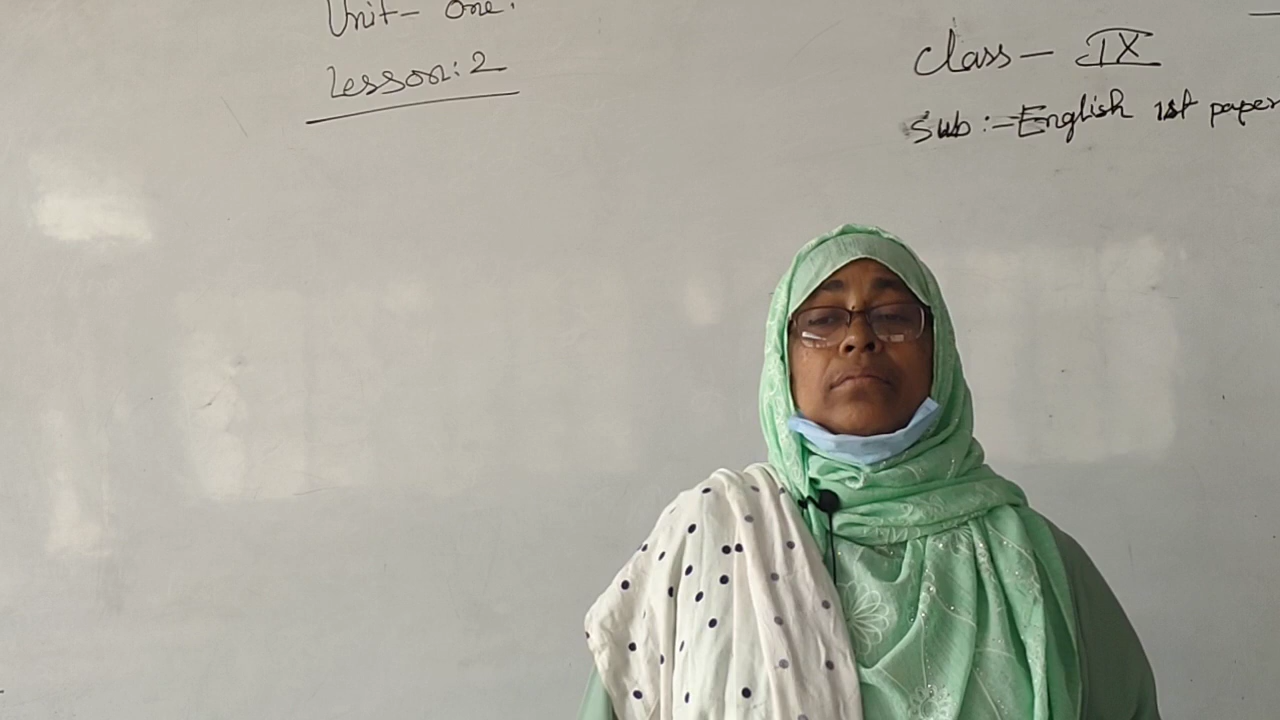 Unit- One.
Lesson: 2
Class- IX
Sub:- English 1st paper